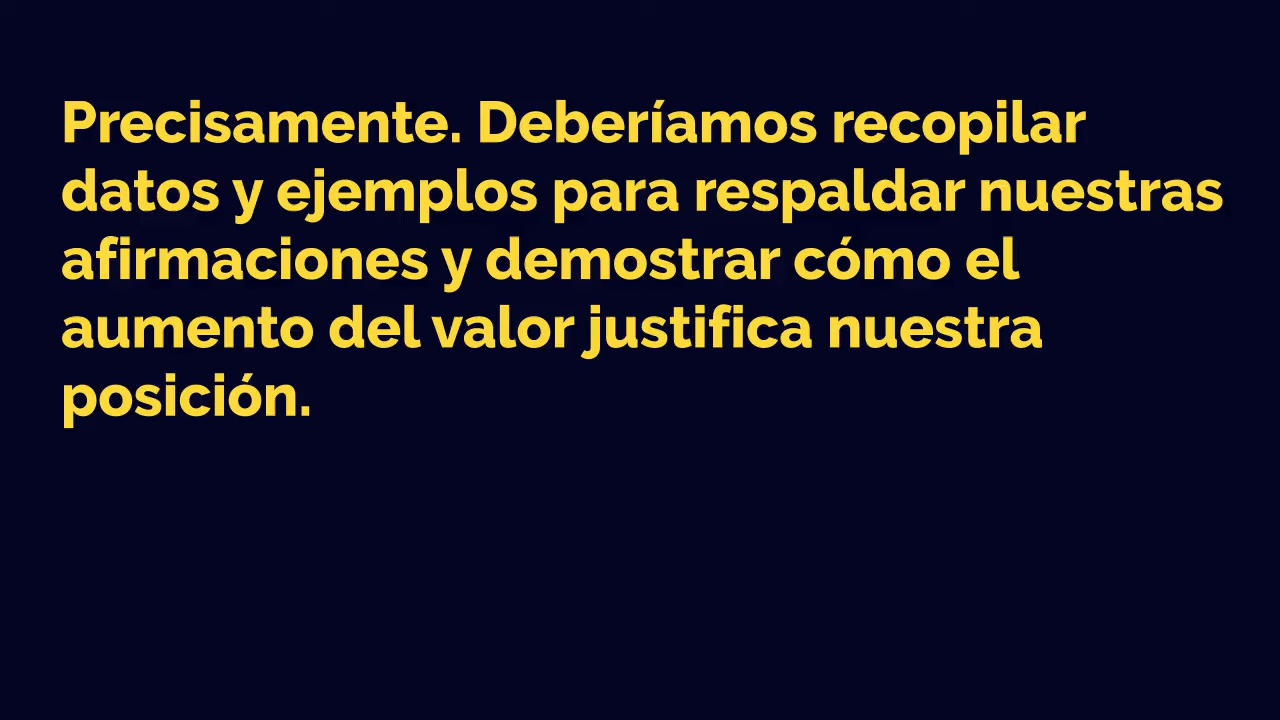 Precisamente. Deberíamos recopilar
datos y ejemplos para respaldar nuestras
afirmaciones y demostrar cómo el
aumento del valor justifica nuestra
posición.